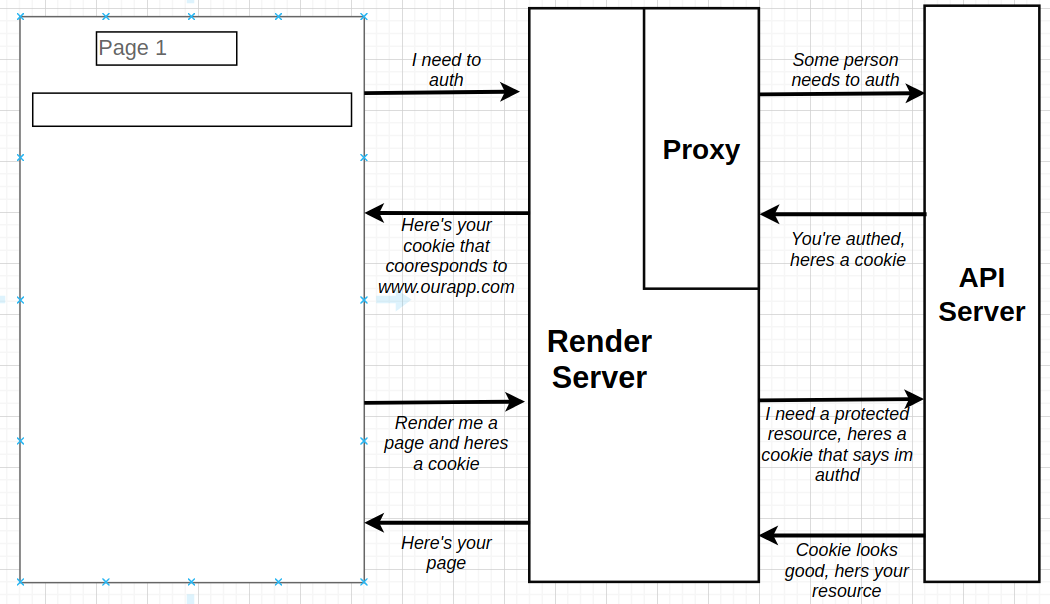 Page 1
I need to
auth
Some person
needs to auth
Proxy
Here's your
cookie that
cooresponds to
www.ourapp.com
You're authed,
heres a cookie
API
Server
Render
Server
Render me a
page and heres
a cookie
I need a protected
resource, heres a
cookie that says im
authd
Here's your
page
Cookie looks
good, hers your
resource